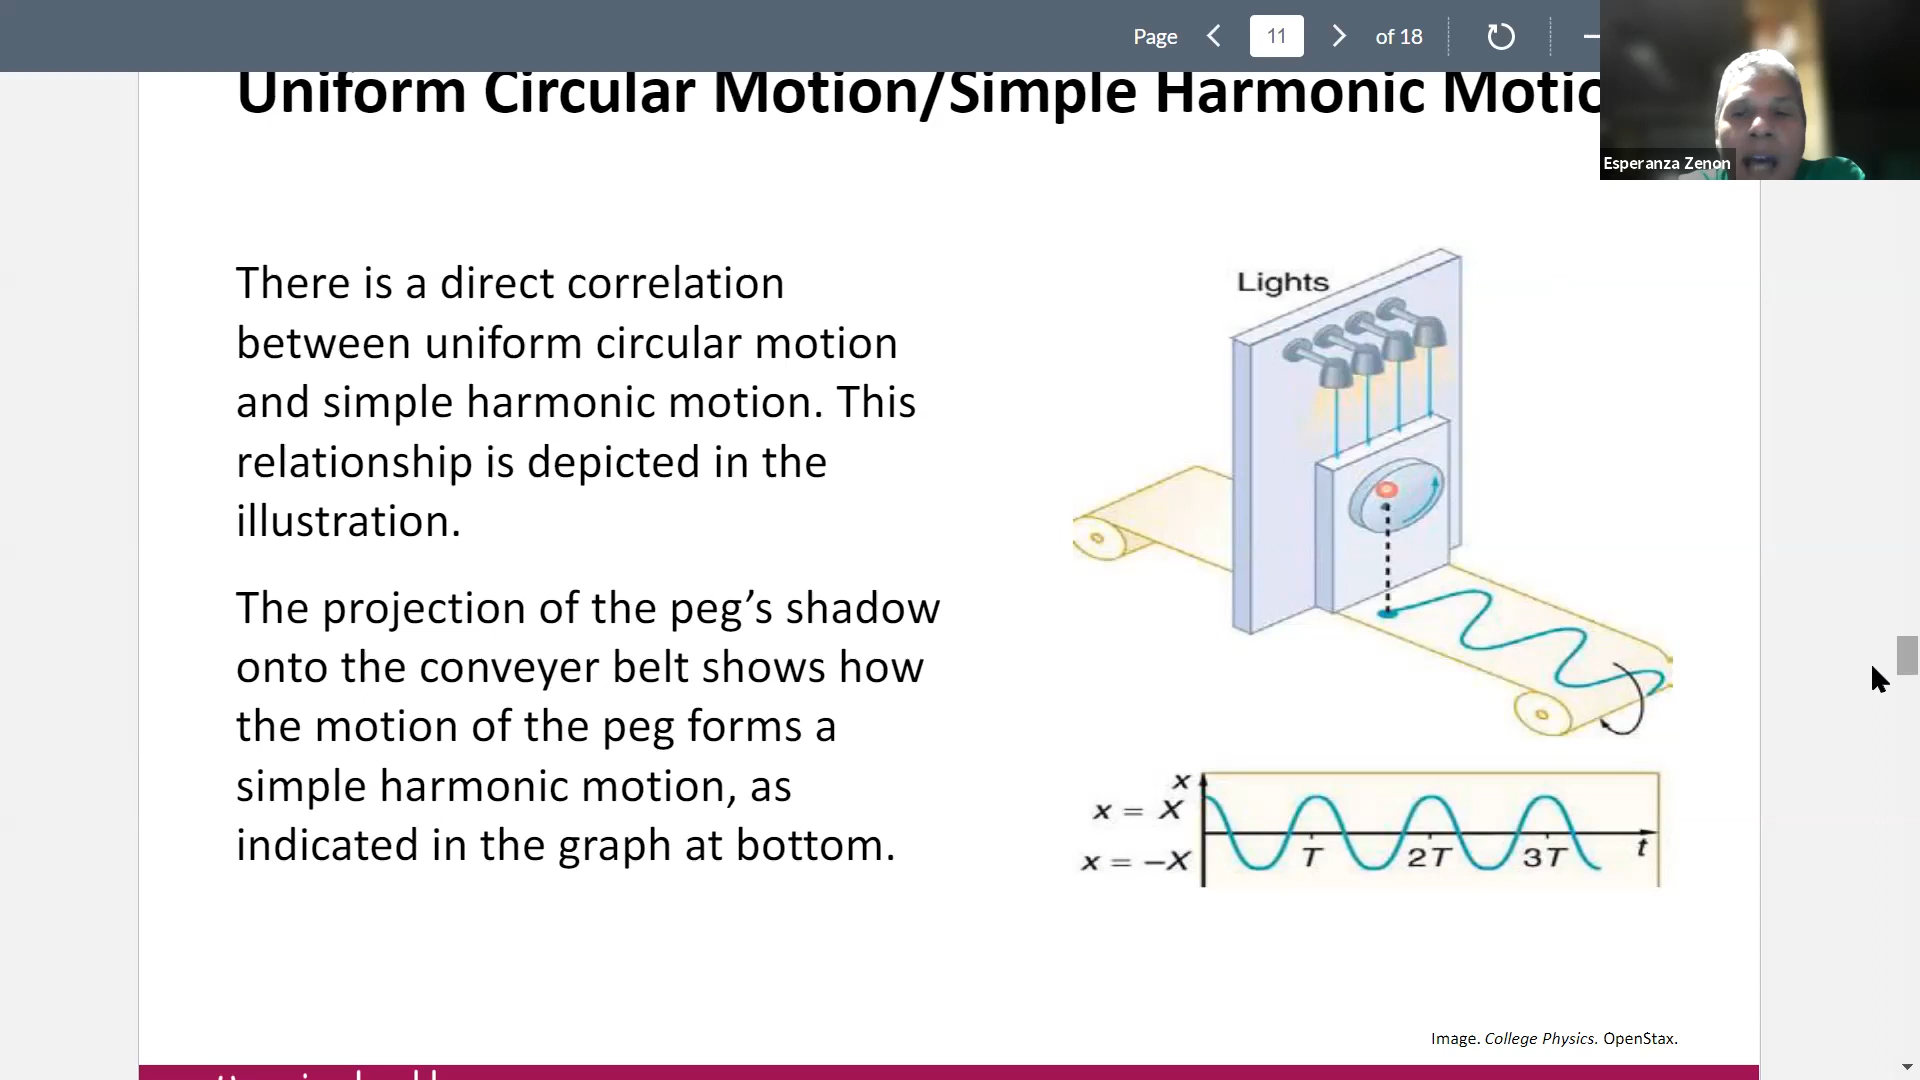 Page 11 of 18
Uniform Circular Motion/Simple Harmonic Motio
Esperanza Zenon
There is a direct correlation
between uniform circular motion
and simple harmonic motion. This
relationship is depicted in the
illustration.
The projection of the peg’s shadow
onto the conveyer belt shows how
the motion of the peg forms a
simple harmonic motion, as
indicated in the graph at bottom.
Lights
x
x = X
x = −X
T 2T 3T t
Image. College Physics. OpenStax.